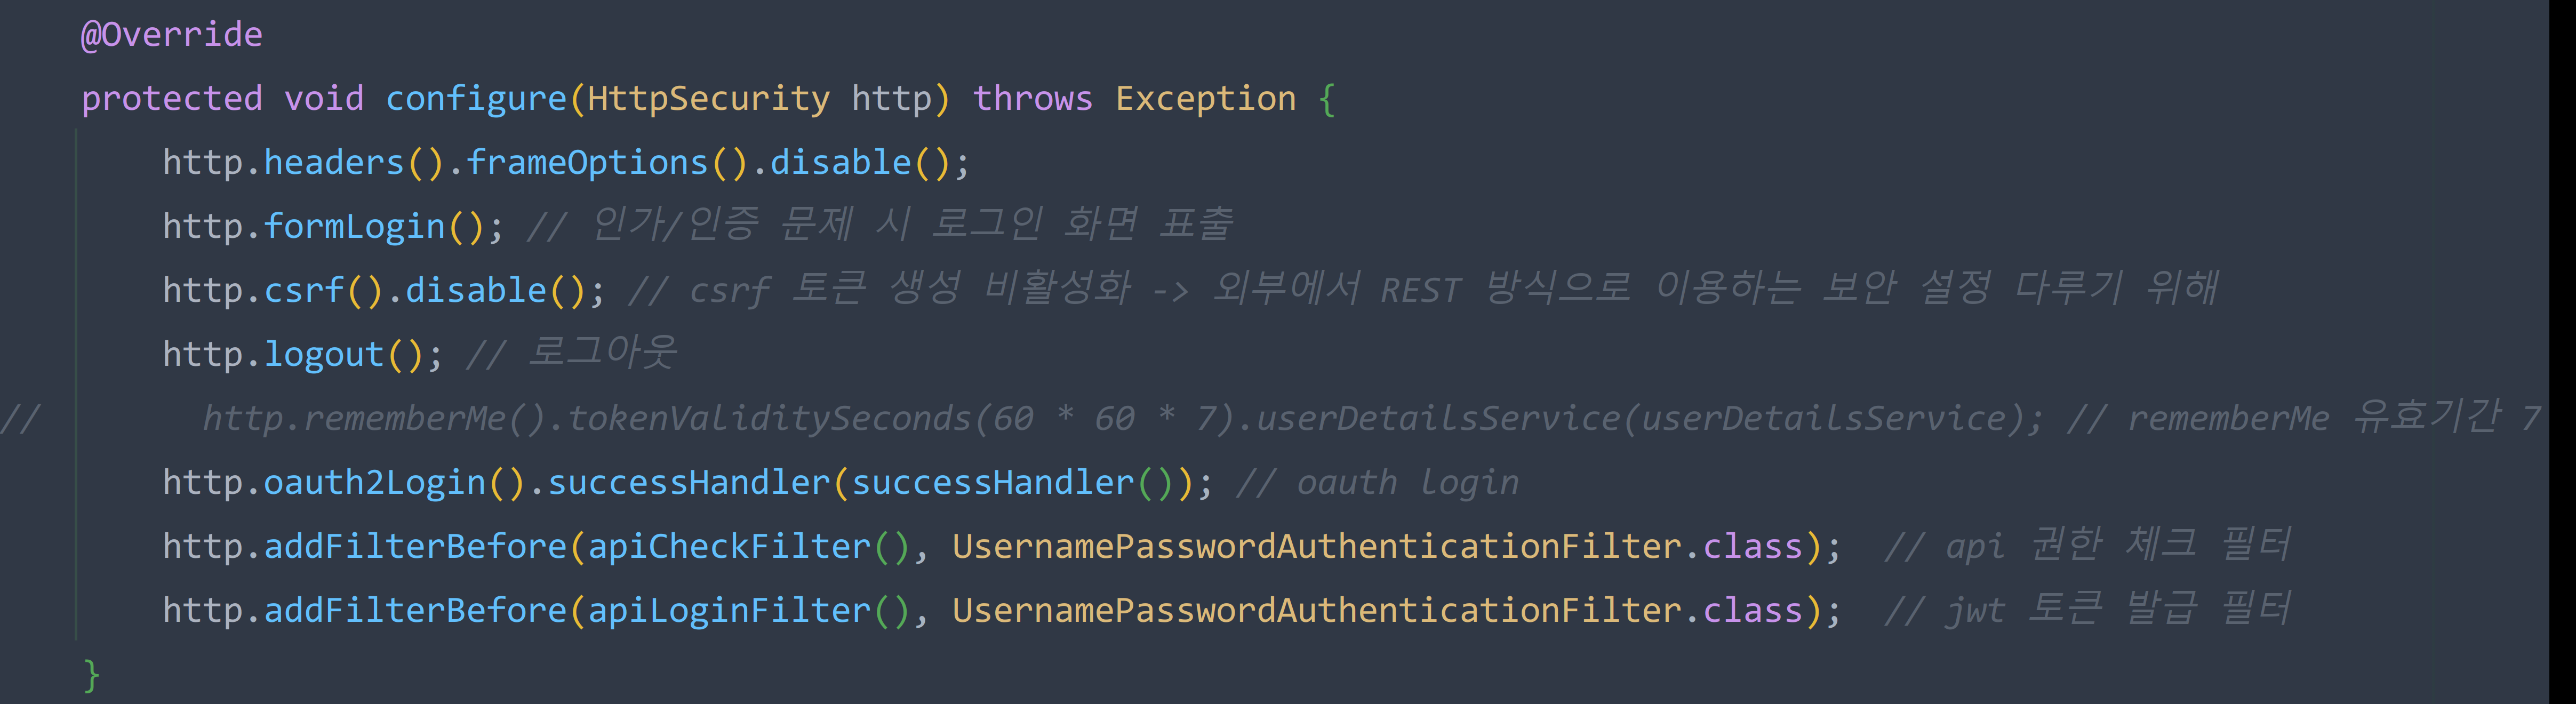 @Override
protected void configure(HttpSecurity http) throws Exception {
http.headers().frameOptions().disable();
http.formLogin(); // 인가/인증 문제 시 로그인 화면 표출
http.csrf().disable(); // csrf 토큰 생성 비활성화 -> 외부에서 REST 방식으로 이용하는 보안 설정 다루기 위해
http.logout(); // 로그아웃
// http.rememberMe().tokenValiditySeconds(60 * 60 * 7).userDetailsService(userDetailsService); // rememberMe 유효기간 7
http.oauth2Login().successHandler(successHandler()); // oauth login
http.addFilterBefore(apiCheckFilter(), UsernamePasswordAuthenticationFilter.class); // api 권한 체크 필터
http.addFilterBefore(apiLoginFilter(), UsernamePasswordAuthenticationFilter.class); // jwt 토큰 발급 필터
}